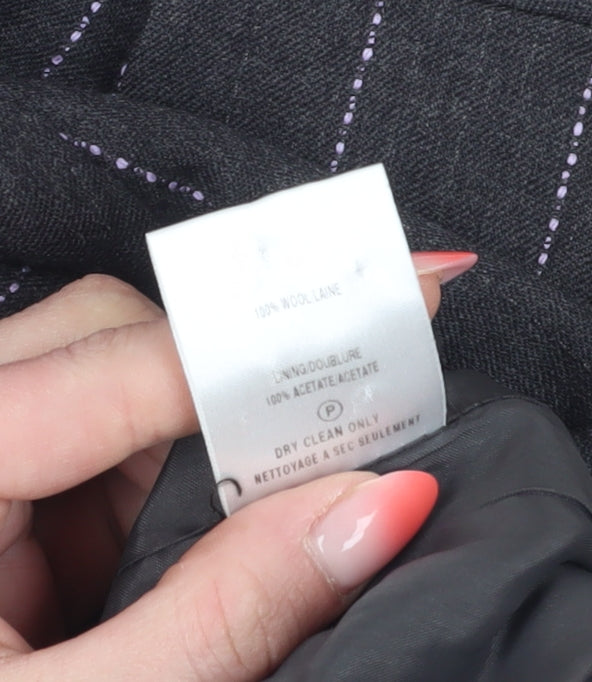 100% WOOL/LAINE
LINING/DOUBLURE
100% ACETATE/ACETATE
P
DRY CLEAN ONLY
NETTOYAGE A SEC SEULEMENT